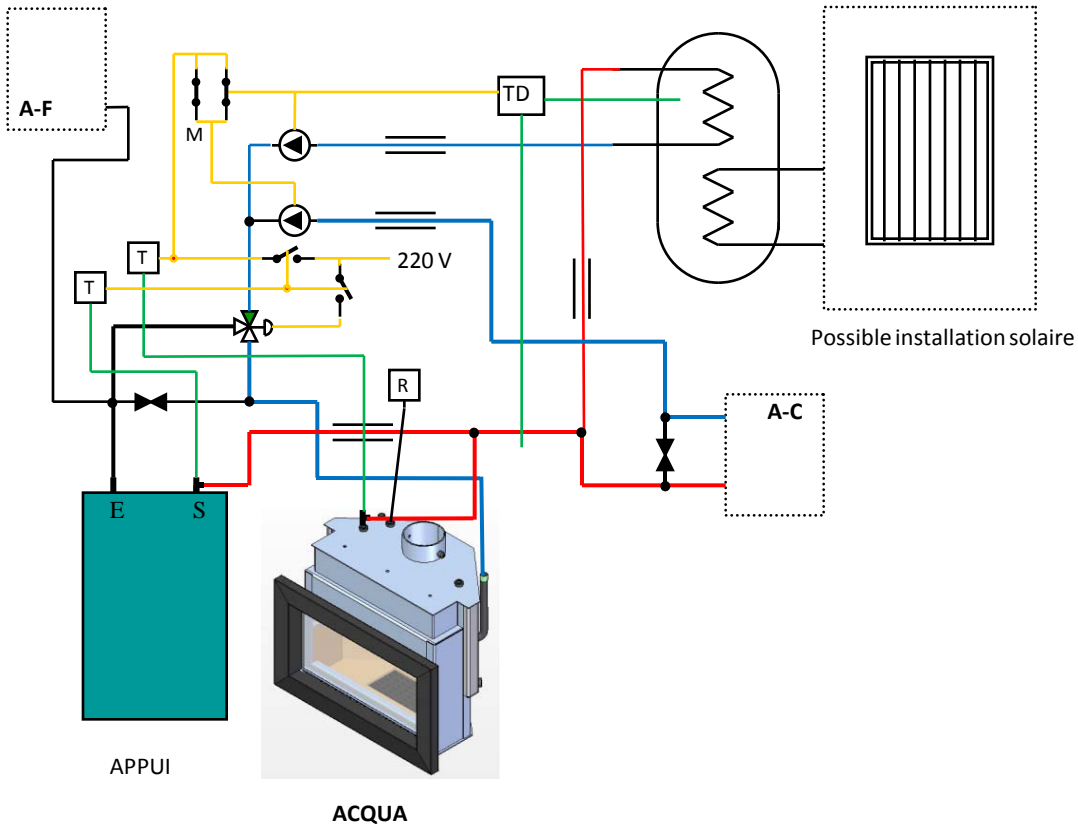 A-F
M
TD
T
220 V
T
Possible installation solaire
R
A-C
E
S
APPUI
ACQUA